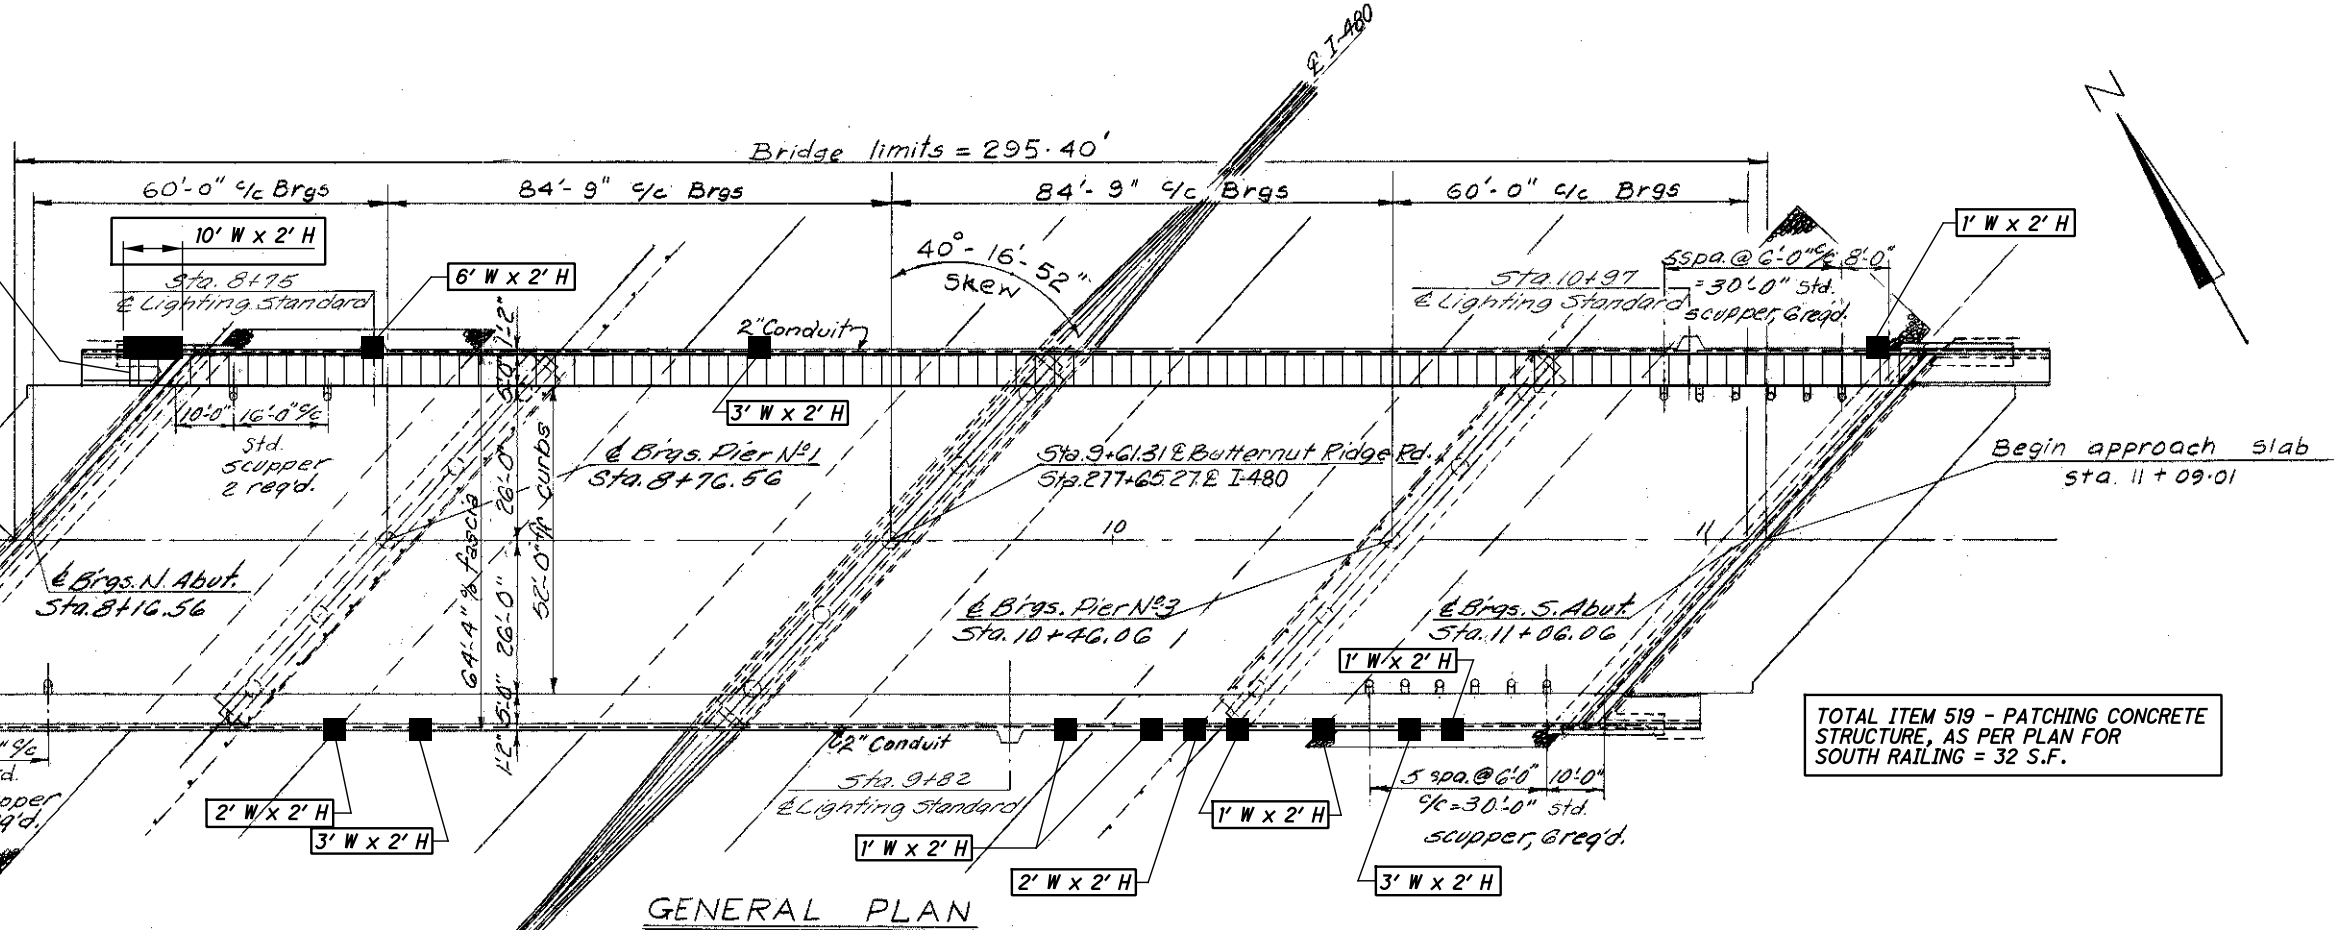 ℄ I-480
N
Bridge limits = 295.40'
60'-0" c/c Brgs
84'-9" c/c Brgs
84'-9" c/c Brgs
60'-0" c/c Brgs
10' W x 2' H
6' W x 2' H
1' W x 2' H
Sta. 8+75
℄ Lighting Standard
40°-16'-52"
Skew
Sta. 10+97
℄ Lighting Standard
5 spa. @ 6'-0" c/c
8'-0"
= 30'-0" Std.
scupper, 6 req'd.
2" Conduit
1'-2"
5'-0"
3' W x 2' H
10'-0"
16'-0" c/c
Std.
scupper
2 req'd.
℄ Brgs. Pier Nº1
Sta. 8+76.56
26'-0"
52'-0" f/f curbs
64'-4" o/o fascia
Sta. 9+61.31 ℄ Butternut Ridge Rd.
Sta. 277+65.27 ℄ I-480
Begin approach slab
Sta. 11 + 09.01
10
11
℄ Brgs. N. Abut.
Sta. 8+16.56
26'-0"
℄ Brgs. Pier Nº3
Sta. 10+46.06
℄ Brgs. S. Abut.
Sta. 11+06.06
1' W x 2' H
5'-0"
1'-2"
2" Conduit
Sta. 9+82
℄ Lighting Standard
" c/c
d.
pper
q'd.
2' W x 2' H
3' W x 2' H
1' W x 2' H
2' W x 2' H
1' W x 2' H
3' W x 2' H
5 spa. @ 6'-0"
10'-0"
c/c = 30'-0" Std.
scupper, 6 req'd.
TOTAL ITEM 519 - PATCHING CONCRETE
STRUCTURE, AS PER PLAN FOR
SOUTH RAILING = 32 S.F.
GENERAL PLAN